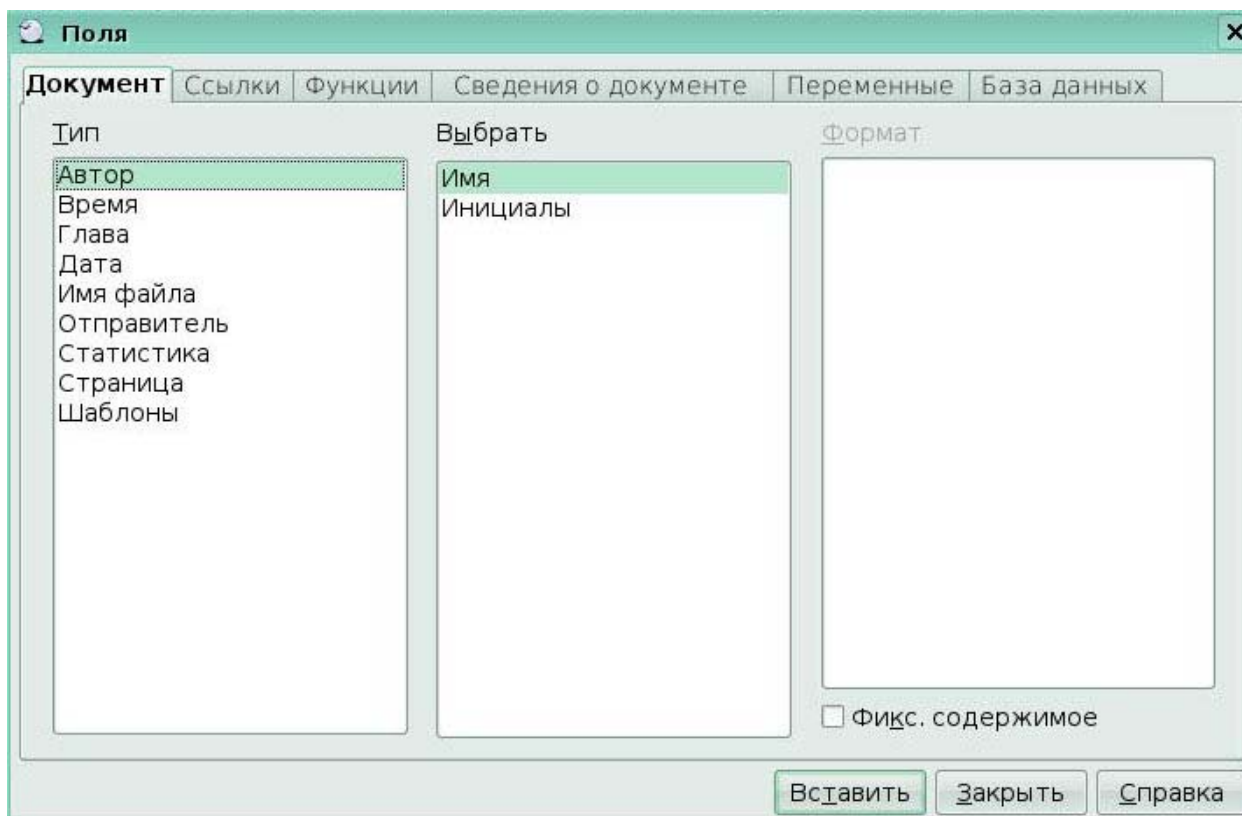 Поля
Документ Ссылки Функции Сведения о документе Переменные База данных
Тип Выбрать Формат
Автор
Время
Глава
Дата
Имя файла
Отправитель
Статистика
Страница
Шаблоны
Имя
Инициалы
Фикс. содержимое
Вставить Закрыть Справка